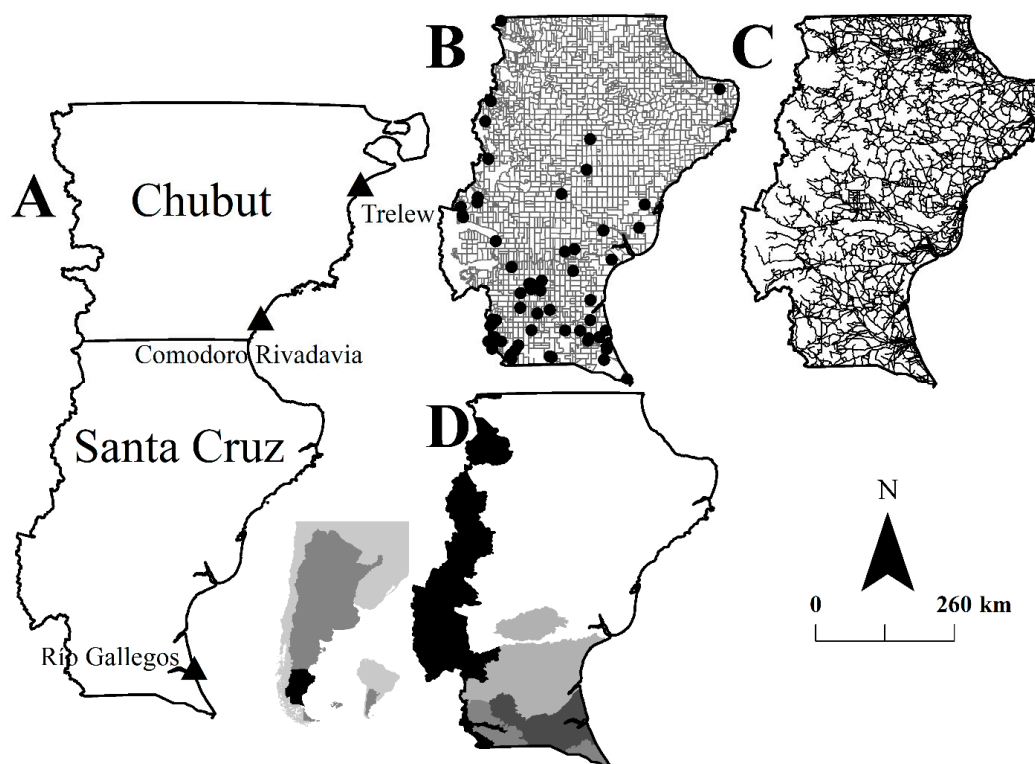 A
Chubut
Trelew
Comodoro Rivadavia
Santa Cruz
Río Gallegos
B
C
D
N
0 260 km